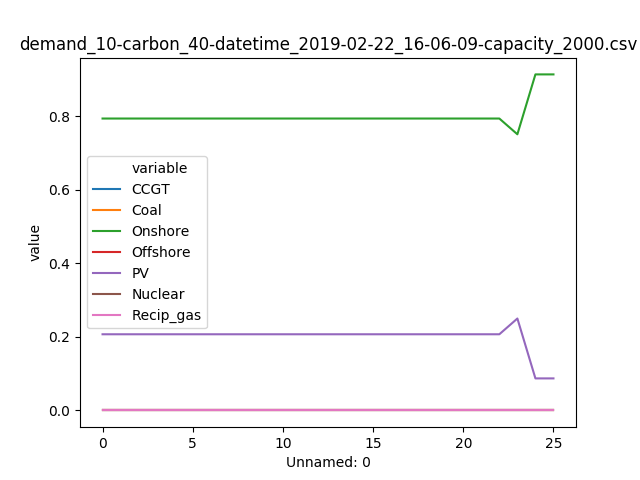 demand_10-carbon_40-datetime_2019-02-22_16-06-09-capacity_2000.csv
value
0.8
0.6
0.4
0.2
0.0
variable
CCGT
Coal
Onshore
Offshore
PV
Nuclear
Recip_gas
0 5 10 15 20 25
Unnamed: 0